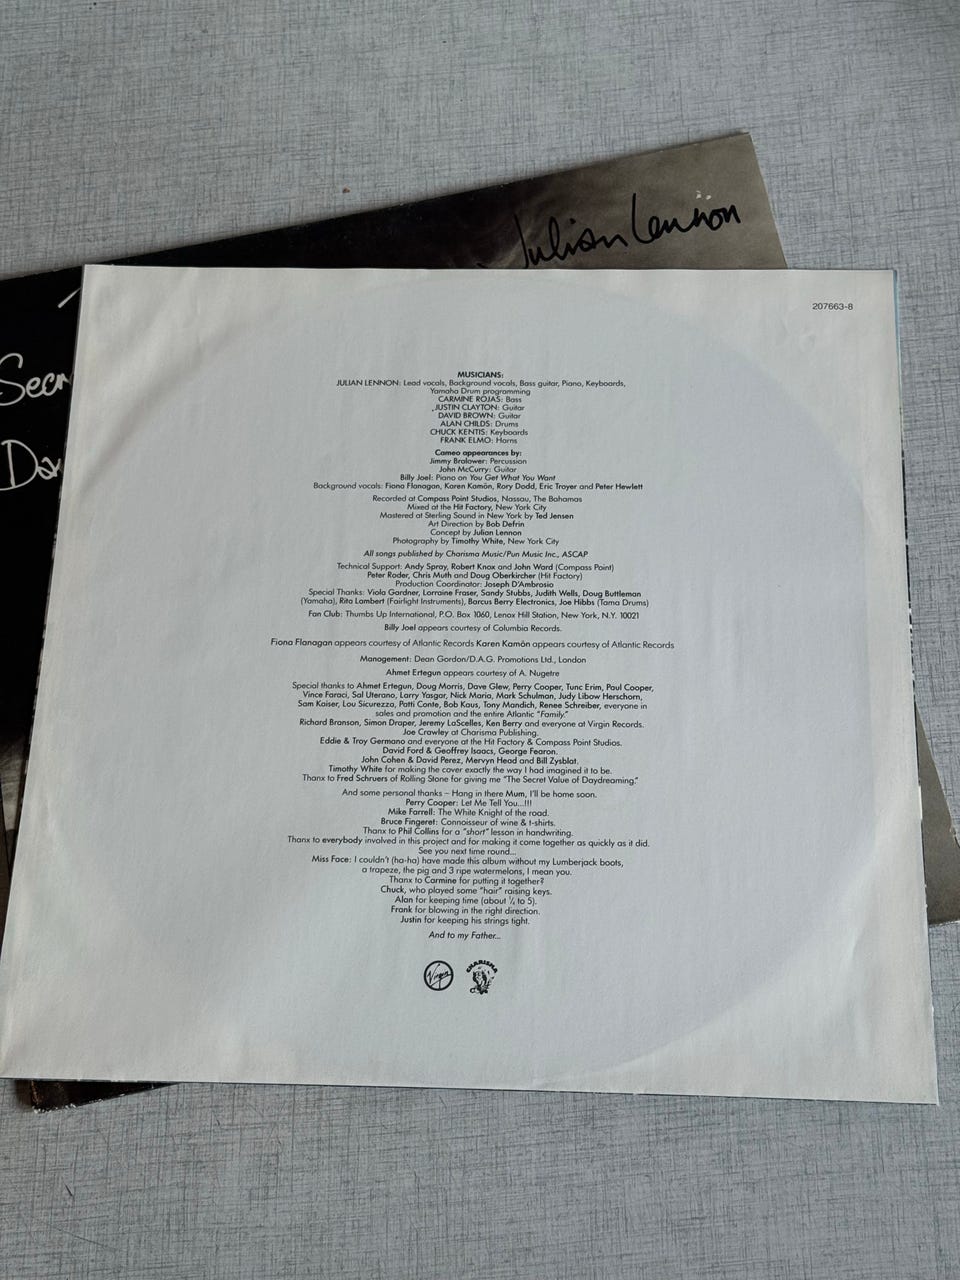 Julian Lennon
Secr
Da
207663-8
MUSICIANS:
JULIAN LENNON: Lead vocals, Background vocals, Bass guitar, Piano, Keyboards,
Yamaha Drum programming
CARMINE ROJAS: Bass
JUSTIN CLAYTON: Guitar
DAVID BROWN: Guitar
ALAN CHILDS: Drums
CHUCK KENTIS: Keyboards
FRANK ELMO: Horns
Cameo appearances by:
Jimmy Bralower: Percussion
John McCurry: Guitar
Billy Joel: Piano on You Get What You Want
Background vocals: Fiona Flanagan, Karen Kamôn, Rory Dodd, Eric Troyer and Peter Hewlett
Recorded at Compass Point Studios, Nassau, The Bahamas
Mixed at the Hit Factory, New York City
Mastered at Sterling Sound in New York by Ted Jensen
Art Direction by Bob Defrin
Concept by Julian Lennon
Photography by Timothy White, New York City
All songs published by Charisma Music/Pun Music Inc., ASCAP
Technical Support: Andy Spray, Robert Knox and John Ward (Compass Point)
Peter Roder, Chris Muth and Doug Oberkircher (Hit Factory)
Production Coordinator: Joseph D'Ambrosio
Special Thanks: Viola Gardner, Lorraine Fraser, Sandy Stubbs, Judith Wells, Doug Buttleman
(Yamaha), Rita Lambert (Fairlight Instruments), Barcus Berry Electronics, Joe Hibbs (Tama Drums)
Fan Club: Thumbs Up International, P.O. Box 1060, Lenox Hill Station, New York, N.Y. 10021
Billy Joel appears courtesy of Columbia Records.
Fiona Flanagan appears courtesy of Atlantic Records Karen Kamôn appears courtesy of Atlantic Records
Management: Dean Gordon/D.A.G. Promotions Ltd., London
Ahmet Ertegun appears courtesy of A. Nugetre
Special thanks to Ahmet Ertegun, Doug Morris, Dave Glew, Perry Cooper, Tunc Erim, Paul Cooper,
Vince Faraci, Sal Uterano, Larry Yasgar, Nick Maria, Mark Schulman, Judy Libow Herschorn,
Sam Kaiser, Lou Sicurezza, Patti Conte, Bob Kaus, Tony Mandich, Renee Schreiber, everyone in
sales and promotion and the entire Atlantic "Family."
Richard Branson, Simon Draper, Jeremy LaScelles, Ken Berry and everyone at Virgin Records.
Joe Crawley at Charisma Publishing.
Eddie & Troy Germano and everyone at the Hit Factory & Compass Point Studios.
David Ford & Geoffrey Isaacs, George Fearon.
John Cohen & David Perez, Mervyn Head and Bill Zysblat.
Timothy White for making the cover exactly the way I had imagined it to be.
Thanx to Fred Schruers of Rolling Stone for giving me "The Secret Value of Daydreaming."
And some personal thanks – Hang in there Mum, I'll be home soon.
Perry Cooper: Let Me Tell You...!!!
Mike Farrell: The White Knight of the road.
Bruce Fingeret: Connoisseur of wine & t-shirts.
Thanx to Phil Collins for a "short" lesson in handwriting.
Thanx to everybody involved in this project and for making it come together as quickly as it did.
See you next time round...
Miss Face: I couldn't (ha-ha) have made this album without my Lumberjack boots,
a trapeze, the pig and 3 ripe watermelons, I mean you.
Thanx to Carmine for putting it together?
Chuck, who played some "hair" raising keys.
Alan for keeping time (about ¼ to 5).
Frank for blowing in the right direction.
Justin for keeping his strings tight.
And to my Father...
Virgin
CHARISMA